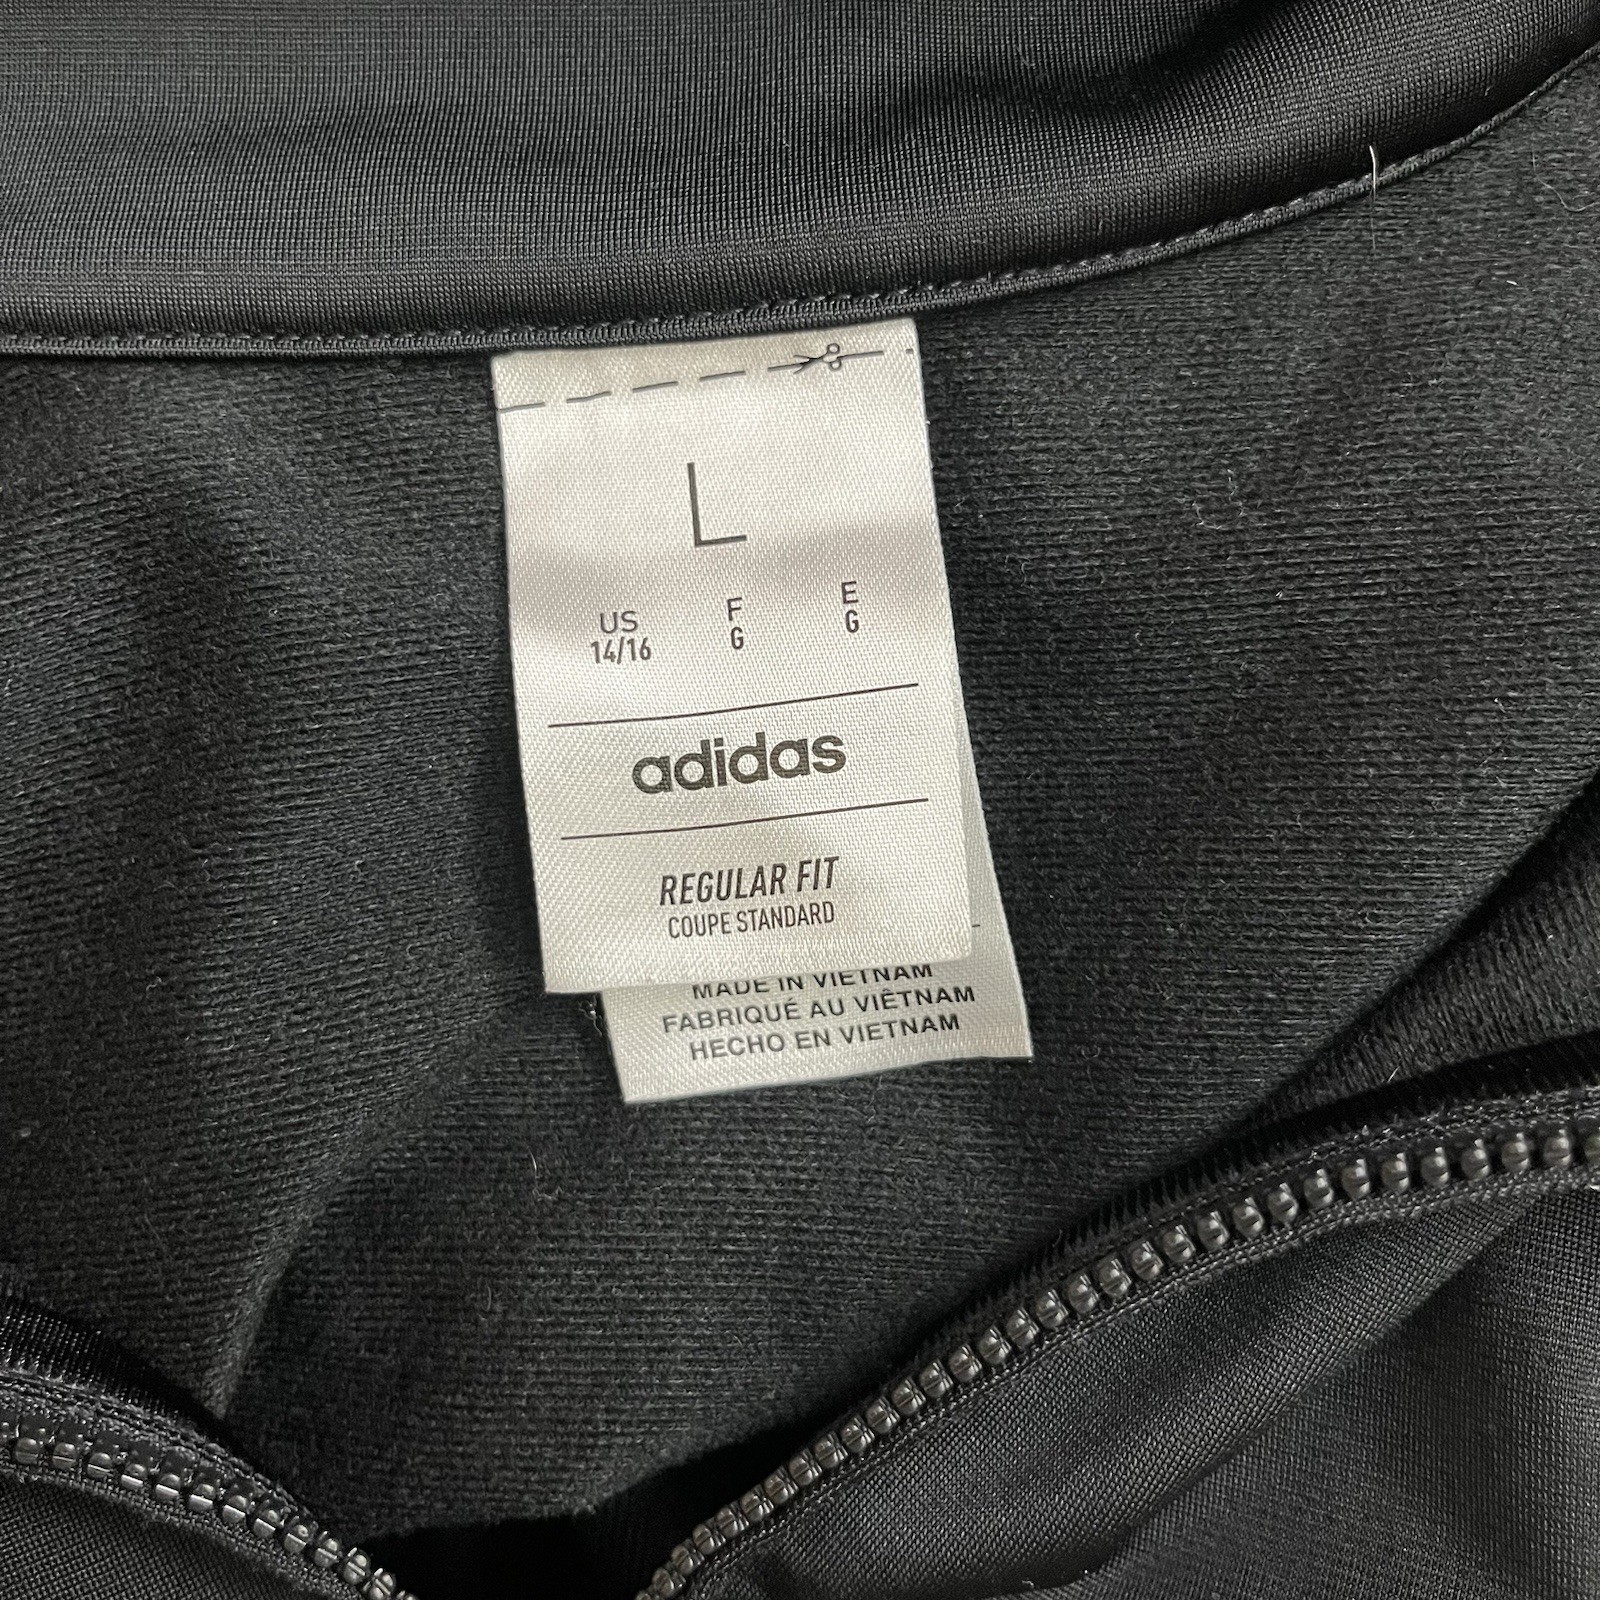 L
US F E
14/16 G G
adidas
REGULAR FIT
COUPE STANDARD
MADE IN VIETNAM
FABRIQUÉ AU VIÊTNAM
HECHO EN VIETNAM